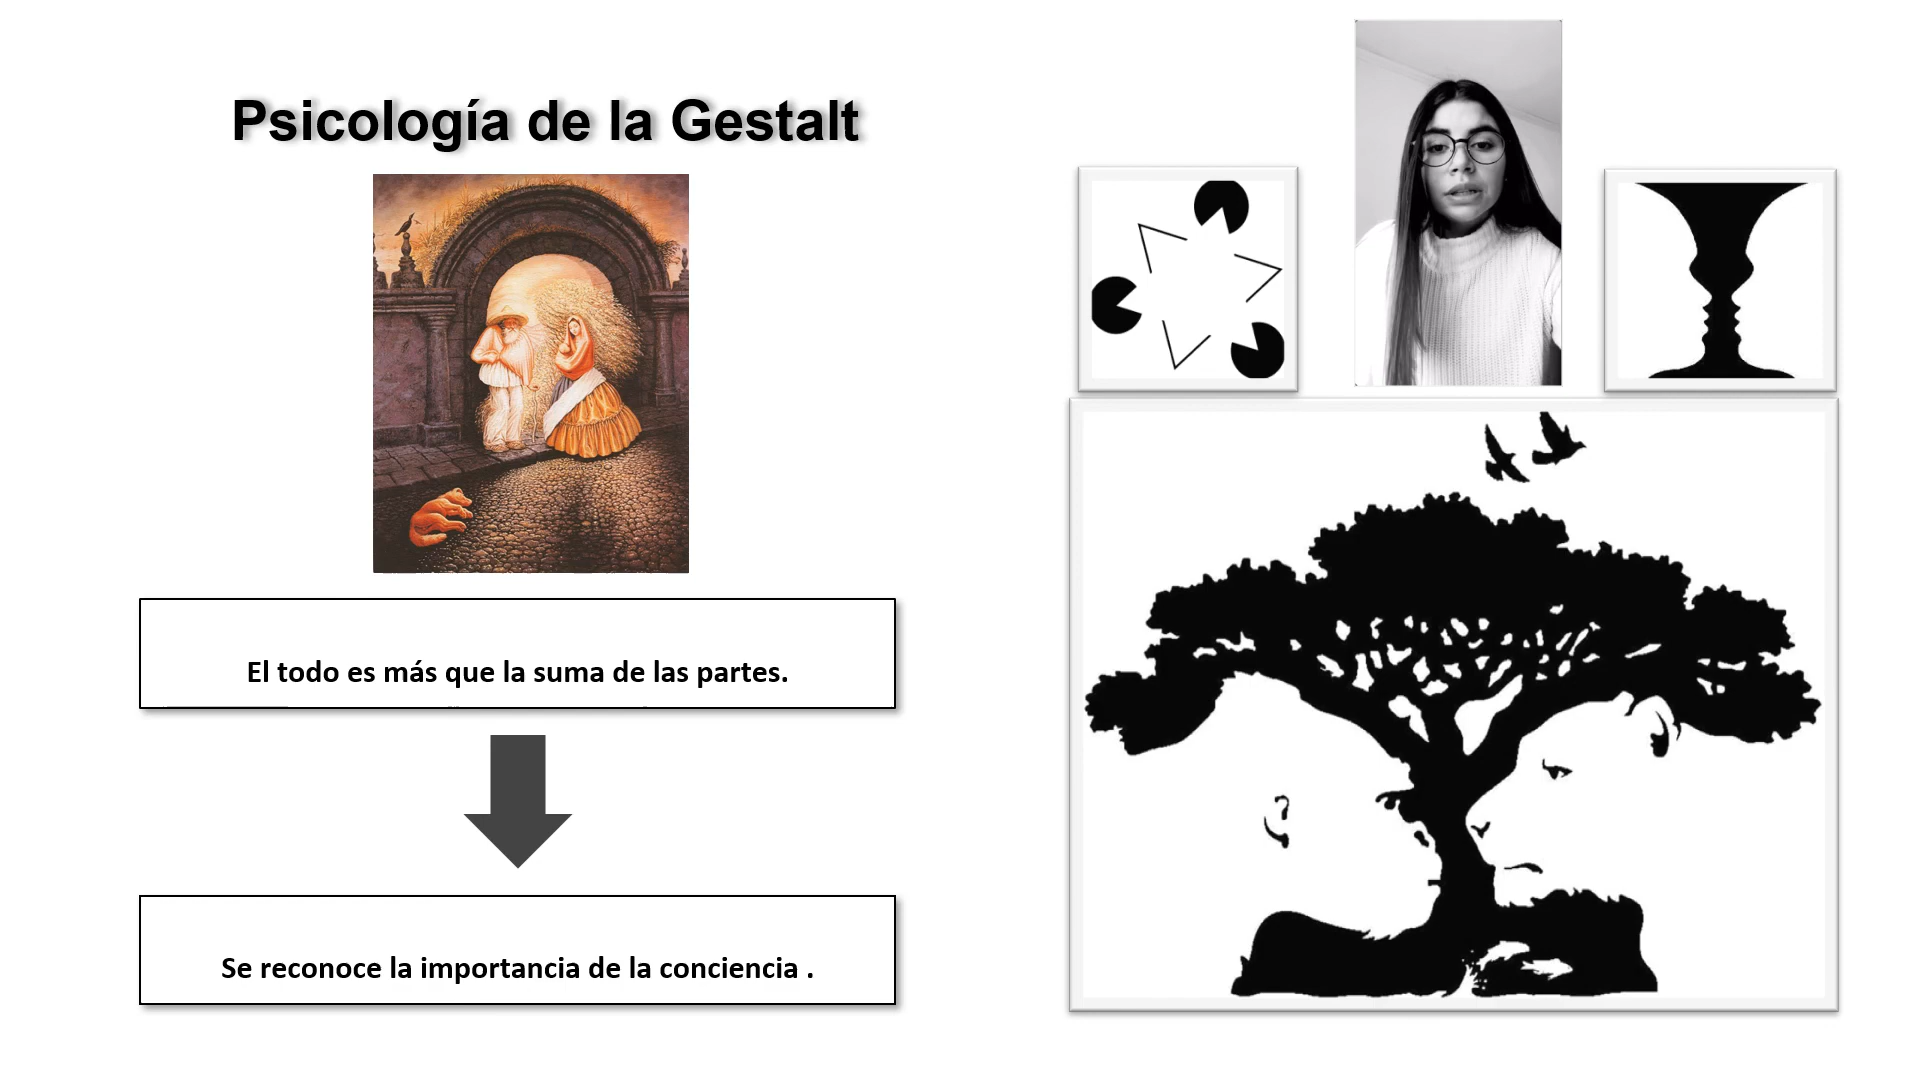 Psicología de la Gestalt
El todo es más que la suma de las partes.
Se reconoce la importancia de la conciencia .